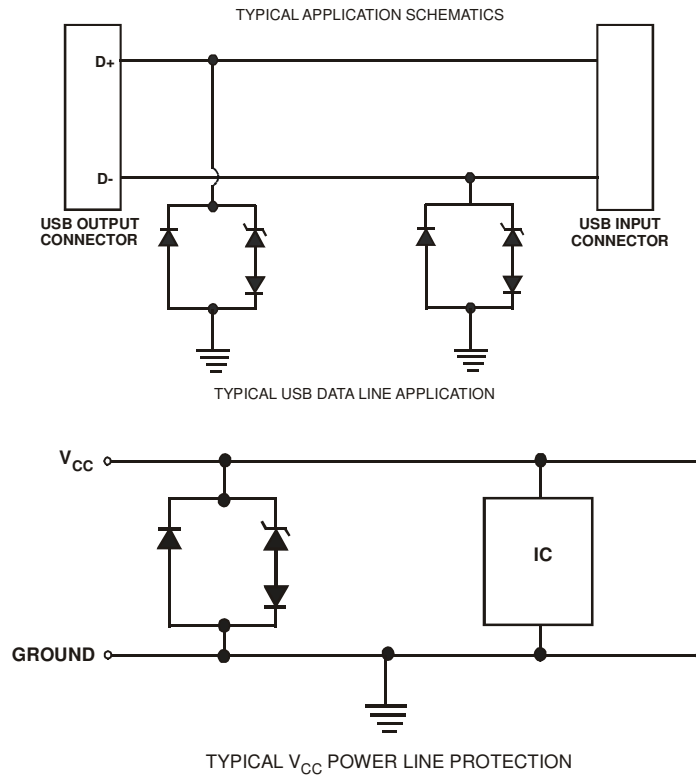 TYPICAL APPLICATION SCHEMATICS
D+
D-
USB OUTPUT
CONNECTOR
USB INPUT
CONNECTOR
TYPICAL USB DATA LINE APPLICATION
VCC
IC
GROUND
TYPICAL VCC POWER LINE PROTECTION